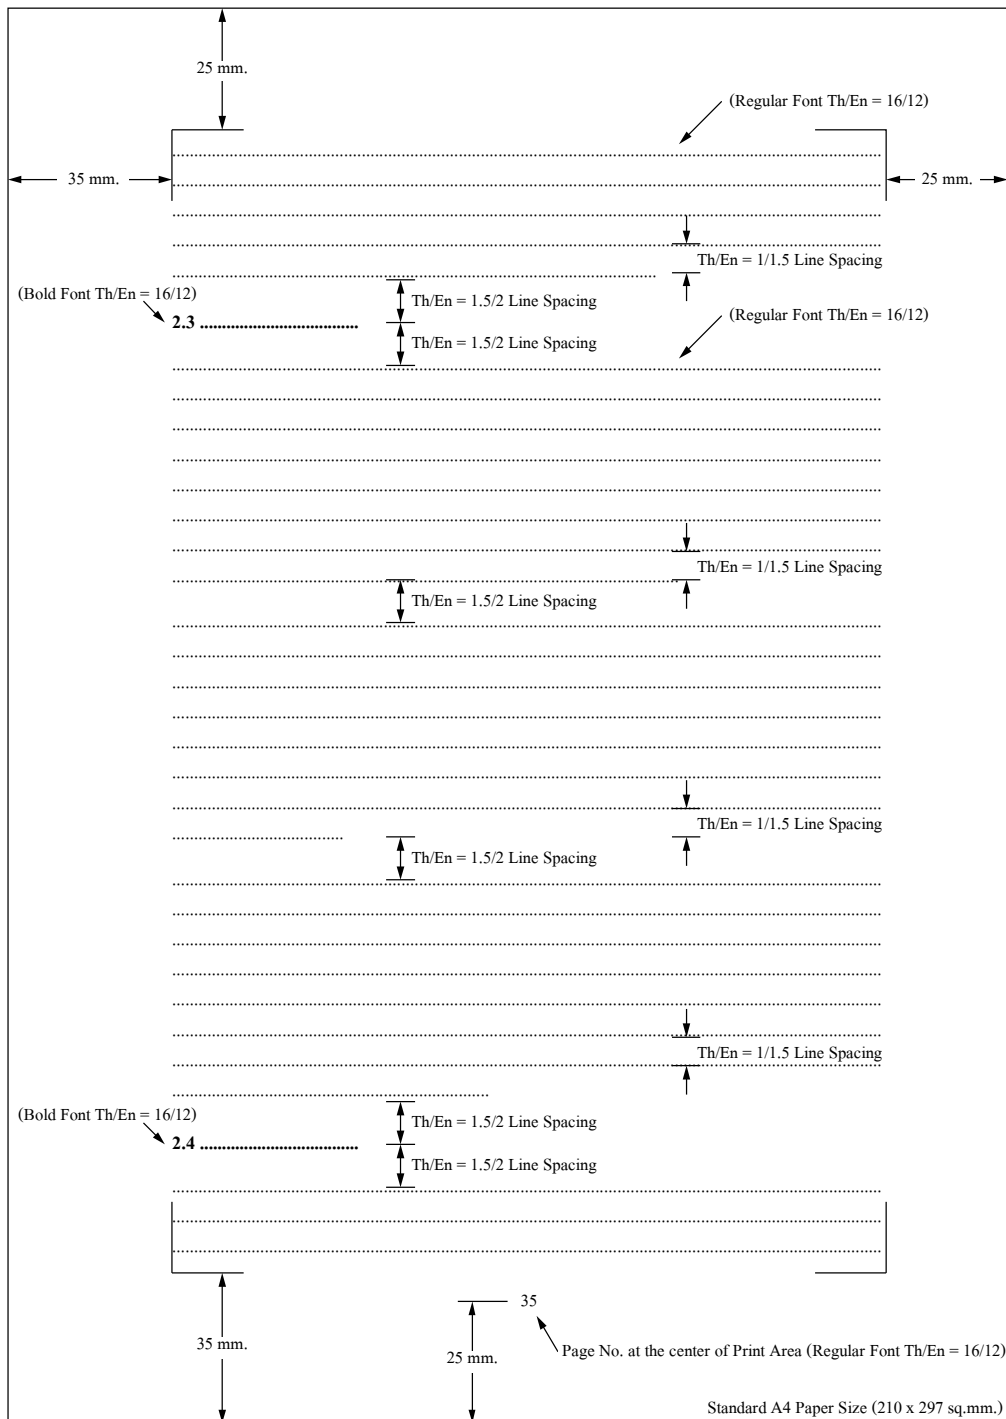 25 mm.
(Regular Font Th/En = 16/12)
35 mm.
25 mm.
Th/En = 1/1.5 Line Spacing
(Bold Font Th/En = 16/12)
Th/En = 1.5/2 Line Spacing
2.3 ....................................
(Regular Font Th/En = 16/12)
Th/En = 1.5/2 Line Spacing
Th/En = 1/1.5 Line Spacing
Th/En = 1.5/2 Line Spacing
Th/En = 1/1.5 Line Spacing
Th/En = 1.5/2 Line Spacing
Th/En = 1/1.5 Line Spacing
(Bold Font Th/En = 16/12)
Th/En = 1.5/2 Line Spacing
2.4 ....................................
Th/En = 1.5/2 Line Spacing
35
35 mm.
25 mm.
Page No. at the center of Print Area (Regular Font Th/En = 16/12)
Standard A4 Paper Size (210 x 297 sq.mm.)